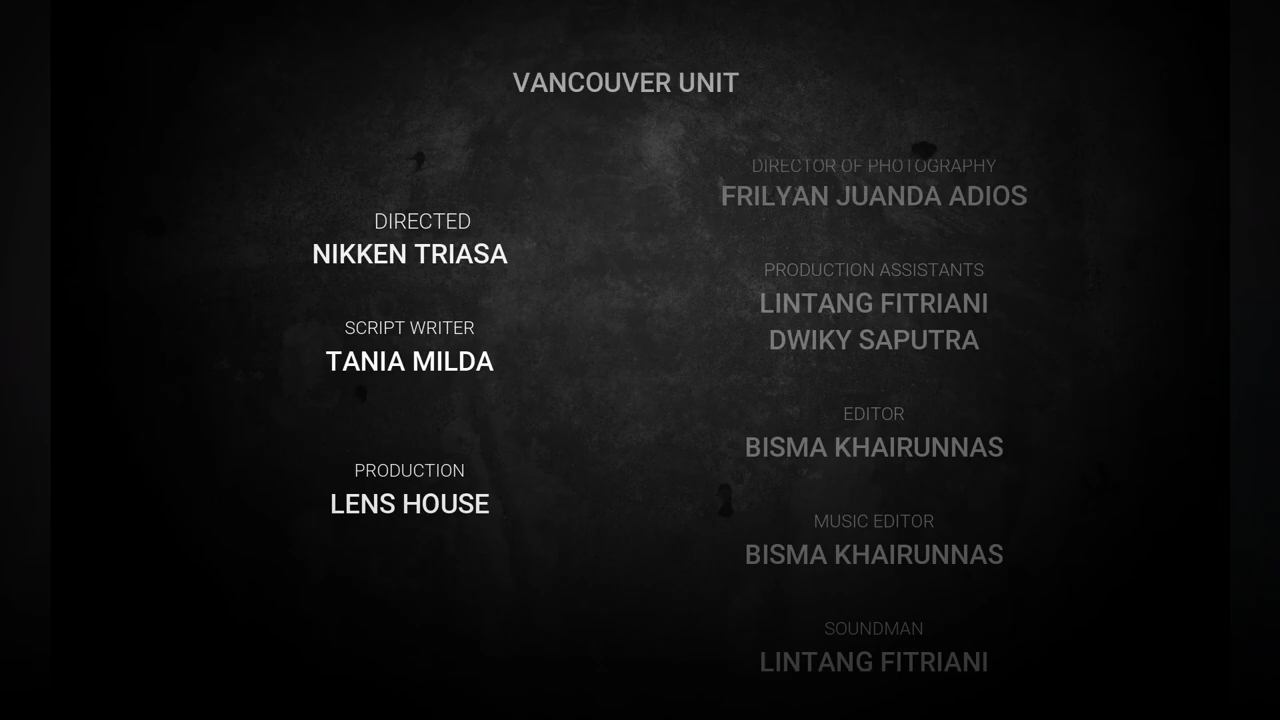 VANCOUVER UNIT
DIRECTED
NIKKEN TRIASA
SCRIPT WRITER
TANIA MILDA
PRODUCTION
LENS HOUSE
DIRECTOR OF PHOTOGRAPHY
FRILYAN JUANDA ADIOS
PRODUCTION ASSISTANTS
LINTANG FITRIANI
DWIKY SAPUTRA
EDITOR
BISMA KHAIRUNNAS
MUSIC EDITOR
BISMA KHAIRUNNAS
SOUNDMAN
LINTANG FITRIANI